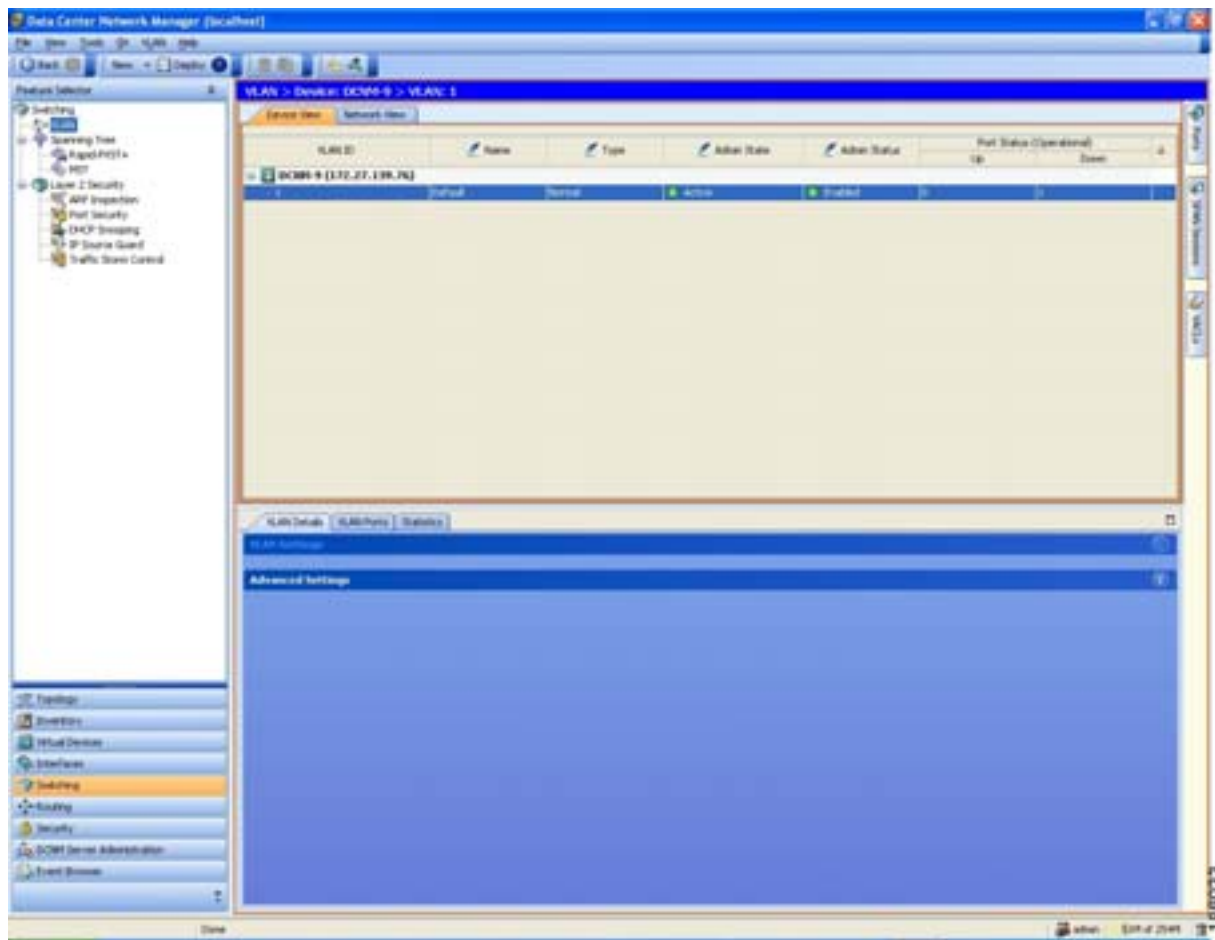 Data Center Network Manager (localhost)
File View Tools Go VLAN Help
Back New Deploy
Feature Selector
VLAN > Device: DCNM-9 > VLAN: 1
Switching
VLAN
Spanning Tree
Rapid-PVST+
MST
Layer 2 Security
ARP Inspection
Port Security
DHCP Snooping
IP Source Guard
Traffic Storm Control
Device View Network View
VLAN ID Name Type Admin State Admin Status Port Status (Operational)
Up Down
DCNM-9 (172.27.139.76)
1 Default Normal Active Enabled
Ports
SPAN Sessions
VACLs
VLAN Details VLAN Ports Statistics
VLAN Settings
Advanced Settings
Topology
Inventory
Virtual Devices
Interfaces
Switching
Routing
Security
DCNM Server Administration
Event Browser
Done admin